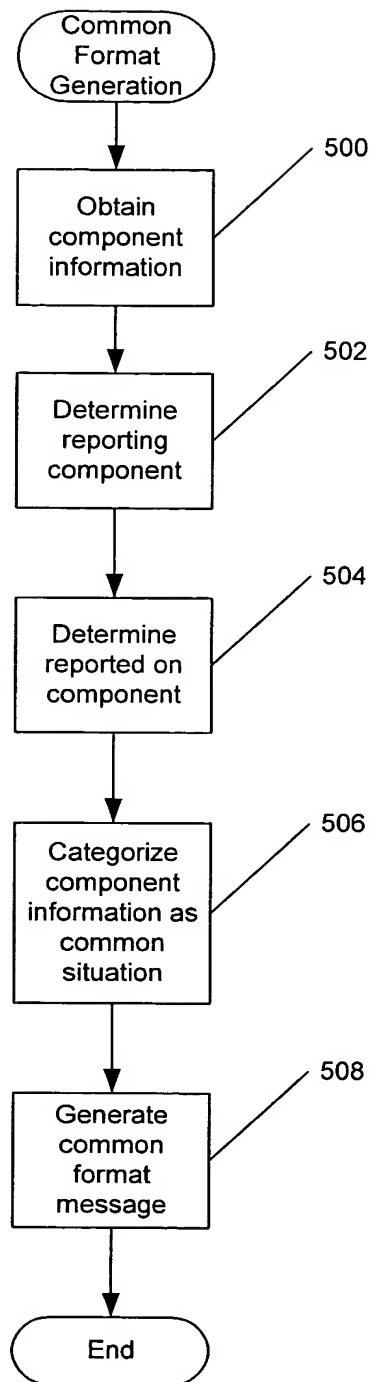 Common
Format
Generation
500
Obtain
component
information
502
Determine
reporting
component
504
Determine
reported on
component
506
Categorize
component
information as
common
situation
508
Generate
common
format
message
End